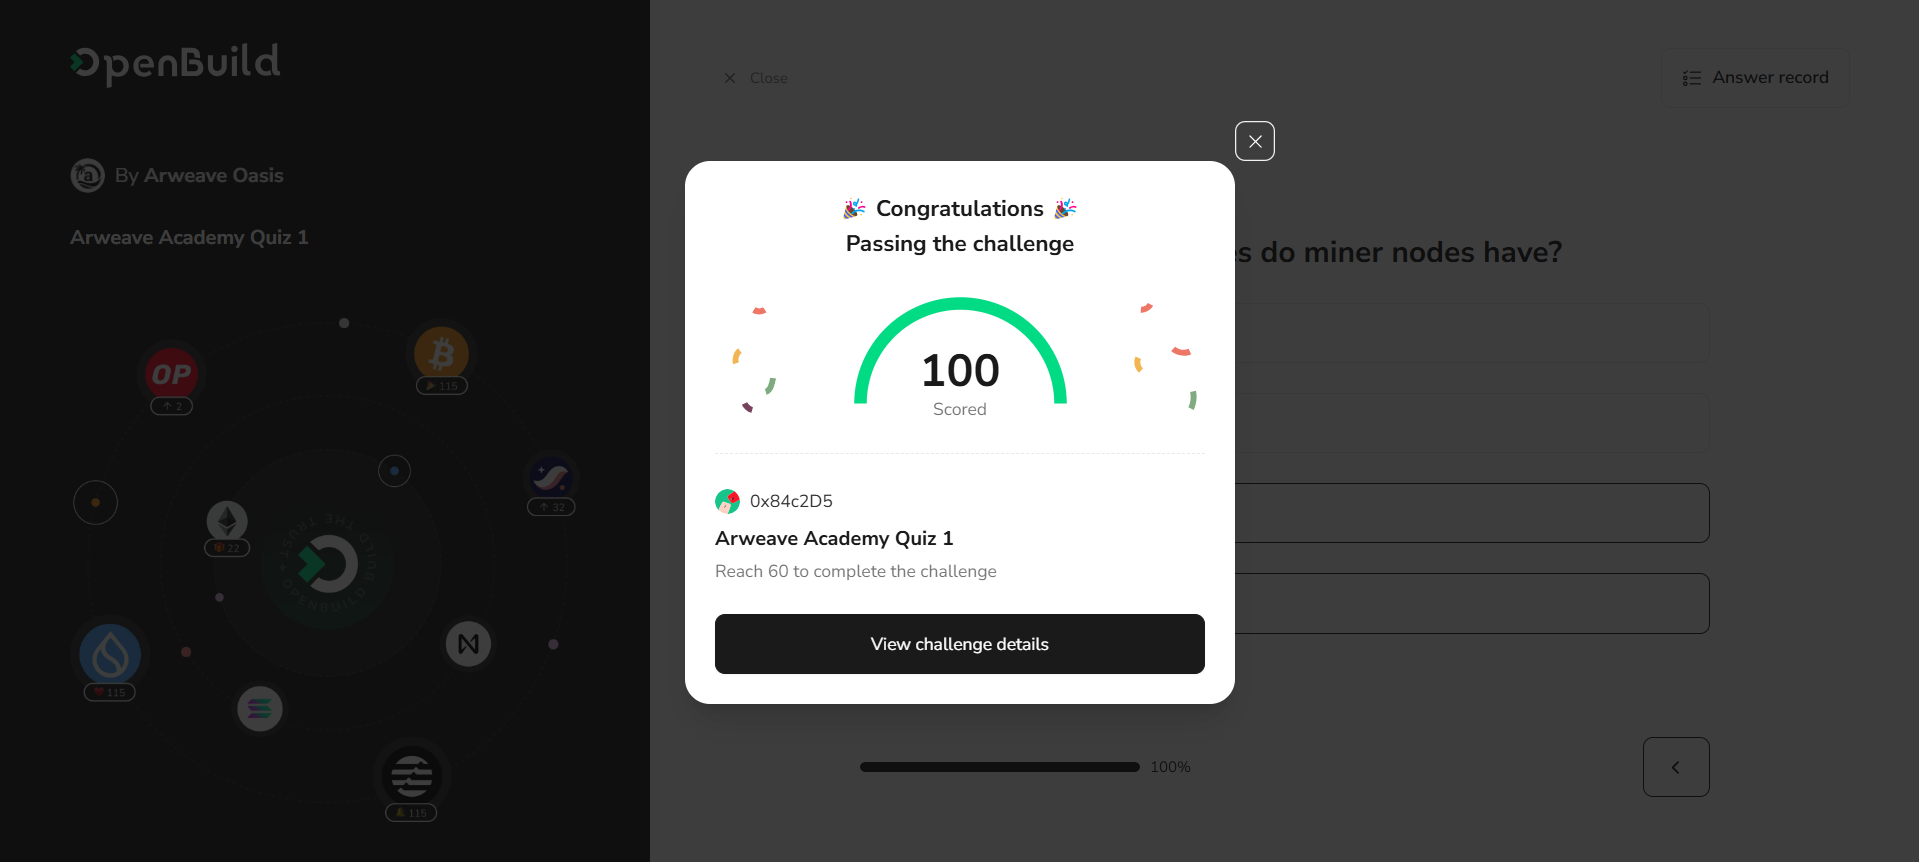 OpenBuild
By Arweave Oasis
Arweave Academy Quiz 1
OP
2
115
32
22
115
115
BUILD FOR THE TRUST
OPENBUILD
Close
Answer record
s do miner nodes have?
🎉 Congratulations 🎉
Passing the challenge
100
Scored
0x84c2D5
Arweave Academy Quiz 1
Reach 60 to complete the challenge
View challenge details
100%